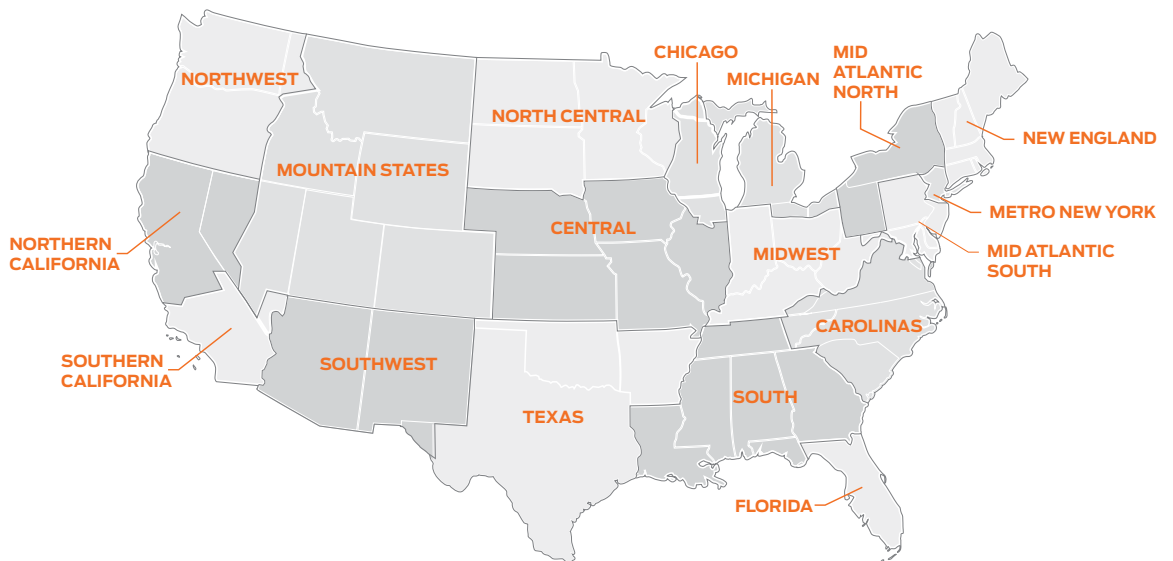 CHICAGO
MID
ATLANTIC
NORTH
MICHIGAN
NORTHWEST
NORTH CENTRAL
NEW ENGLAND
MOUNTAIN STATES
METRO NEW YORK
CENTRAL
NORTHERN
CALIFORNIA
MIDWEST
MID ATLANTIC
SOUTH
CAROLINAS
SOUTHERN
CALIFORNIA
SOUTHWEST
SOUTH
TEXAS
FLORIDA